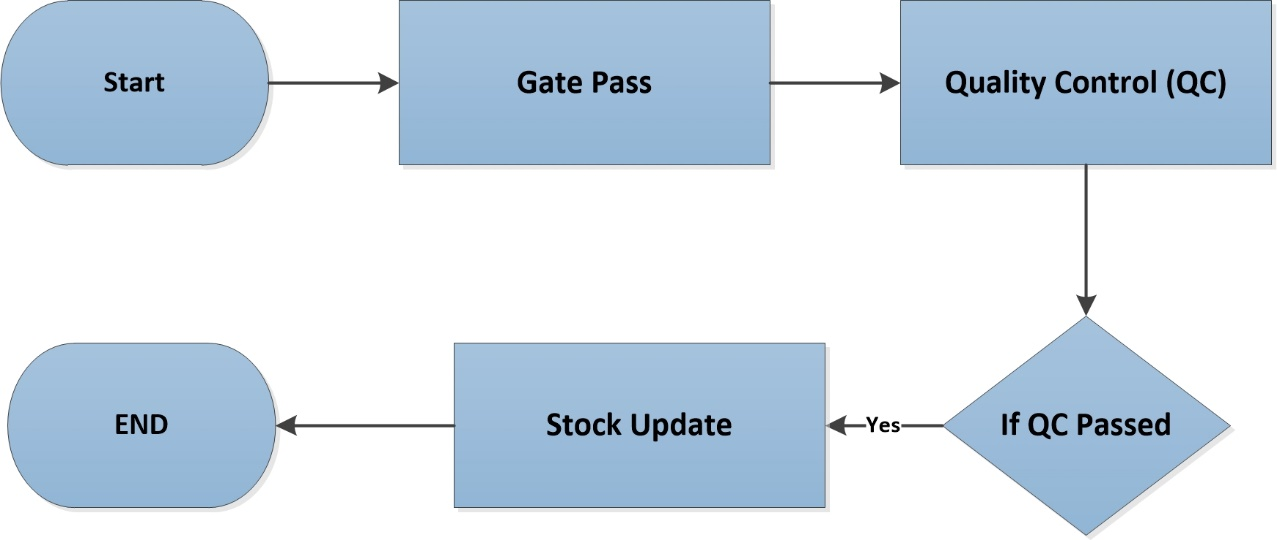 Start
Gate Pass
Quality Control (QC)
If QC Passed
Yes
Stock Update
END